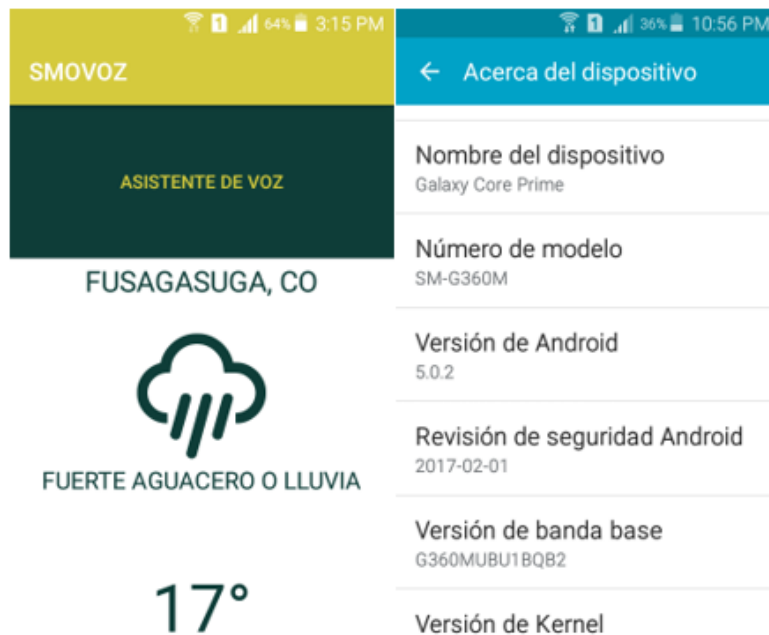 64% 3:15 PM
SMOVOZ
ASISTENTE DE VOZ
FUSAGASUGA, CO
FUERTE AGUACERO O LLUVIA
17°
1 36% 10:56 PM
Acerca del dispositivo
Nombre del dispositivo
Galaxy Core Prime
Número de modelo
SM-G360M
Versión de Android
5.0.2
Revisión de seguridad Android
2017-02-01
Versión de banda base
G360MUBU1BQB2
Versión de Kernel